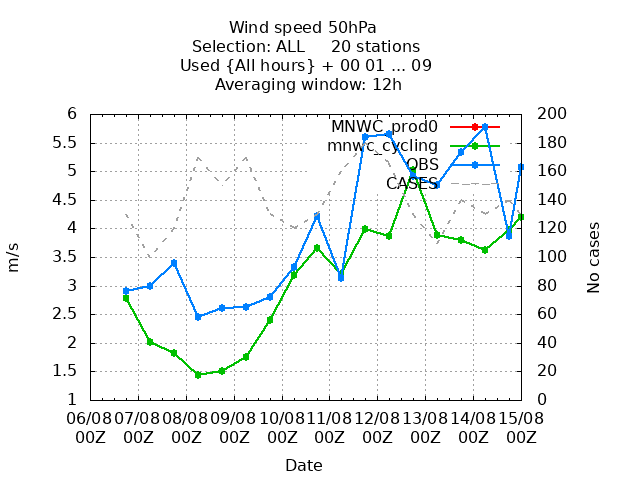 Wind speed 50hPa
Selection: ALL 20 stations
Used {All hours} + 00 01 ... 09
Averaging window: 12h
MNWC_prod0
mnwc_cycling
OBS
CASES
m/s
6
5.5
5
4.5
4
3.5
3
2.5
2
1.5
1
200
180
160
140
120
100
80
60
40
20
0
No cases
06/08 07/08 08/08 09/08 10/08 11/08 12/08 13/08 14/08 15/08
00Z 00Z 00Z 00Z 00Z 00Z 00Z 00Z 00Z 00Z
Date